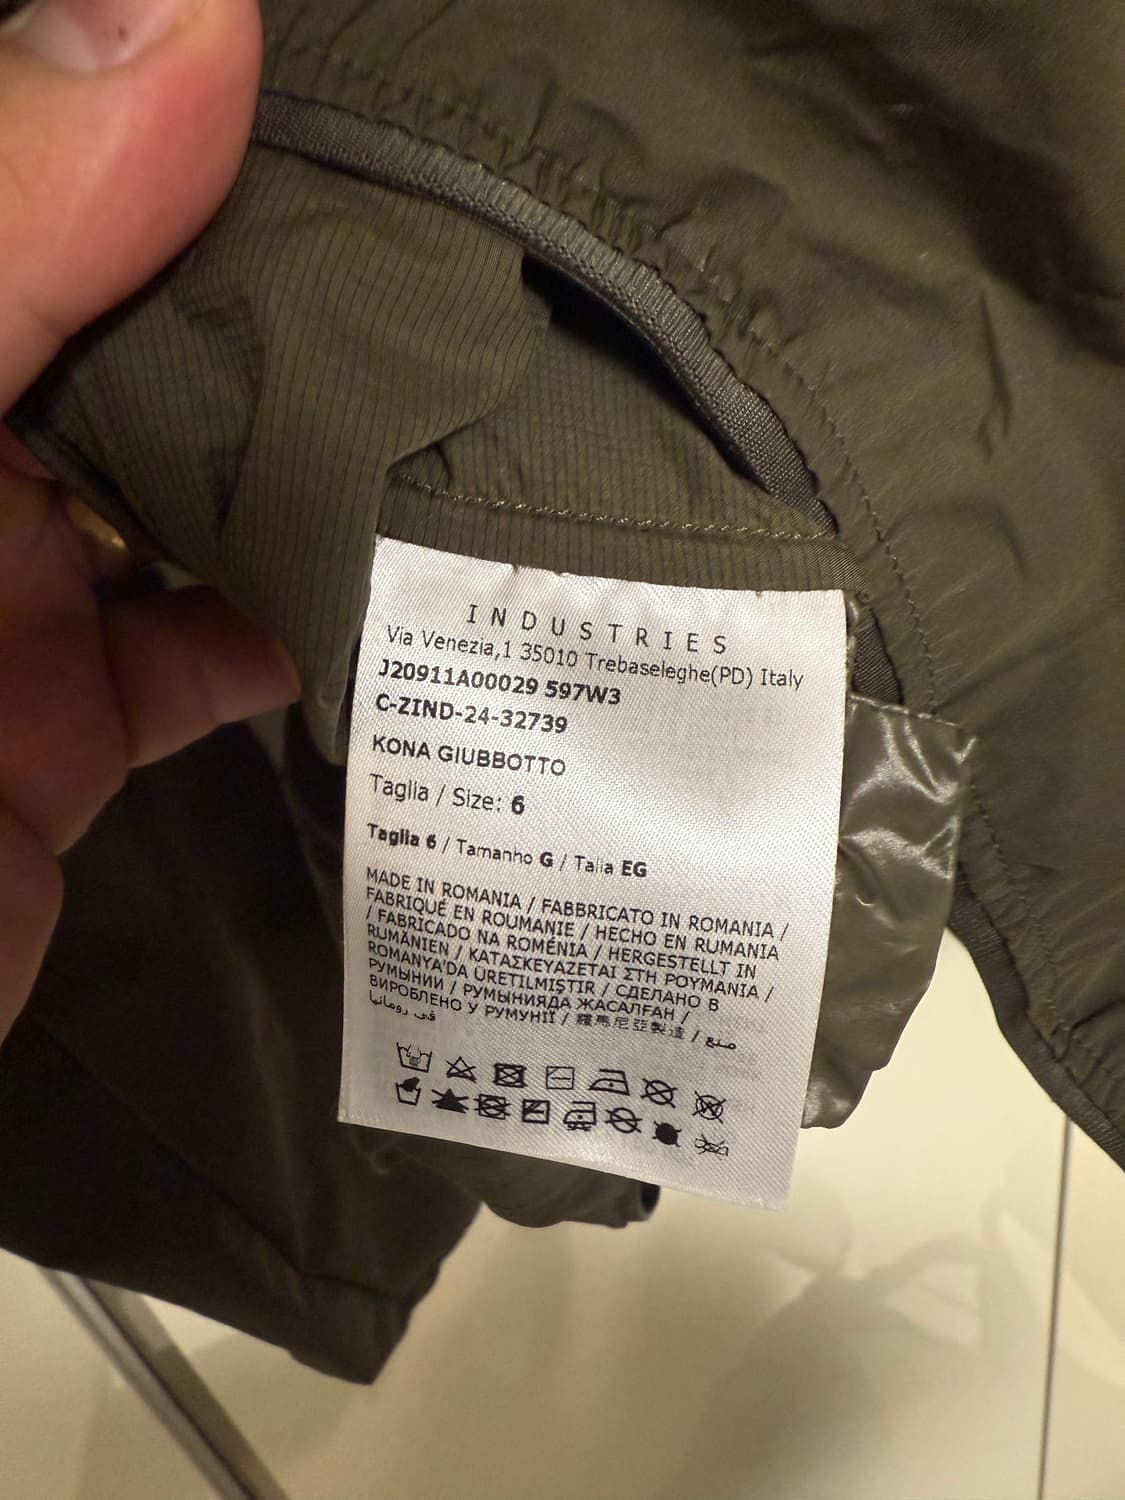 INDUSTRIES
Via Venezia,1 35010 Trebaseleghe(PD) Italy
J20911A00029 597W3
C-ZIND-24-32739
KONA GIUBBOTTO
Taglia / Size: 6
Taglia 6 / Tamanho G / Talla EG
MADE IN ROMANIA / FABBRICATO IN ROMANIA /
FABRIQUÉ EN ROUMANIE / HECHO EN RUMANIA
/ FABRICADO NA ROMÉNIA / HERGESTELLT IN
RUMÄNIEN / ΚΑΤΑΣΚΕΥΑΖΕΤΑΙ ΣΤΗ ΡΟΥΜΑΝΙΑ /
ROMANYA'DA ÜRETILMIŞTIR / СДЕЛАНО В
РУМЫНИИ / РУМЫНИЯДА ЖАСАЛҒАН /
ВИРОБЛЕНО У РУМУНІЇ / 羅馬尼亞製造 / صنع
في رومانيا